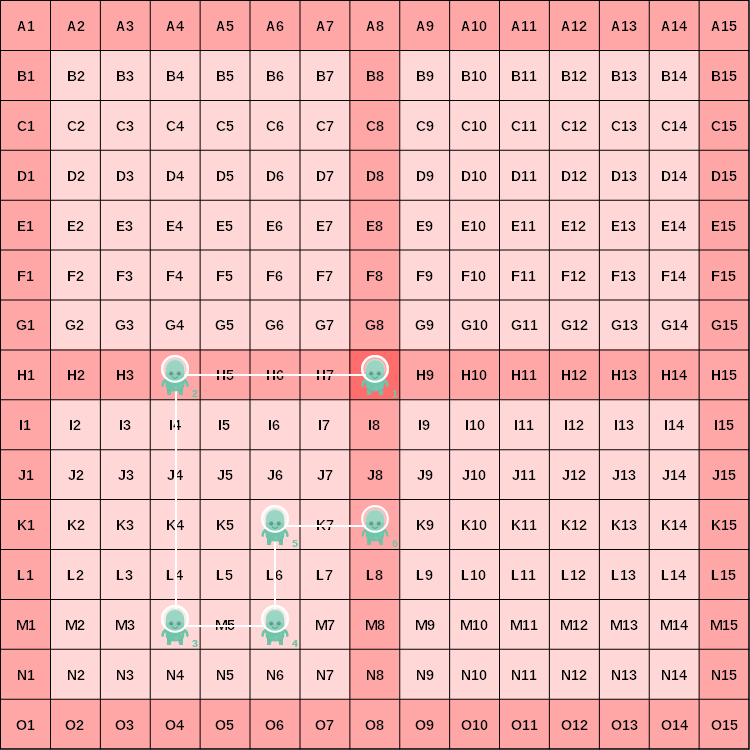 A1 A2 A3 A4 A5 A6 A7 A8 A9 A10 A11 A12 A13 A14 A15
B1 B2 B3 B4 B5 B6 B7 B8 B9 B10 B11 B12 B13 B14 B15
C1 C2 C3 C4 C5 C6 C7 C8 C9 C10 C11 C12 C13 C14 C15
D1 D2 D3 D4 D5 D6 D7 D8 D9 D10 D11 D12 D13 D14 D15
E1 E2 E3 E4 E5 E6 E7 E8 E9 E10 E11 E12 E13 E14 E15
F1 F2 F3 F4 F5 F6 F7 F8 F9 F10 F11 F12 F13 F14 F15
G1 G2 G3 G4 G5 G6 G7 G8 G9 G10 G11 G12 G13 G14 G15
H1 H2 H3 2 H5 H6 H7 1 H9 H10 H11 H12 H13 H14 H15
I1 I2 I3 I4 I5 I6 I7 I8 I9 I10 I11 I12 I13 I14 I15
J1 J2 J3 J4 J5 J6 J7 J8 J9 J10 J11 J12 J13 J14 J15
K1 K2 K3 K4 K5 5 K7 6 K9 K10 K11 K12 K13 K14 K15
L1 L2 L3 L4 L5 L6 L7 L8 L9 L10 L11 L12 L13 L14 L15
M1 M2 M3 3 M5 4 M7 M8 M9 M10 M11 M12 M13 M14 M15
N1 N2 N3 N4 N5 N6 N7 N8 N9 N10 N11 N12 N13 N14 N15
O1 O2 O3 O4 O5 O6 O7 O8 O9 O10 O11 O12 O13 O14 O15